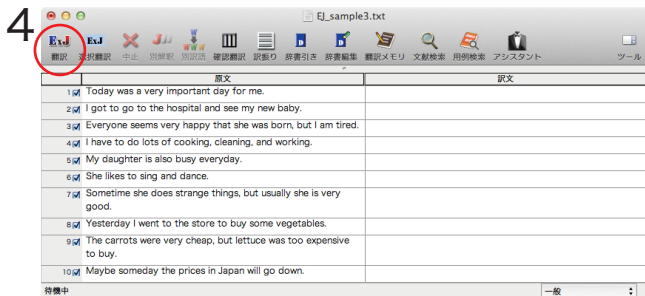 4
EJ_sample3.txt
ExJ ExJ
翻訳 選択翻訳 中止 別解釈 別訳語 確認翻訳 訳振り 辞書引き 辞書編集 翻訳メモリ 文献検索 用例検索 アシスタント ツール
原文 訳文
1 Today was a very important day for me.
2 I got to go to the hospital and see my new baby.
3 Everyone seems very happy that she was born, but I am tired.
4 I have to do lots of cooking, cleaning, and working.
5 My daughter is also busy everyday.
6 She likes to sing and dance.
7 Sometime she does strange things, but usually she is very
good.
8 Yesterday I went to the store to buy some vegetables.
9 The carrots were very cheap, but lettuce was too expensive
to buy.
10 Maybe someday the prices in Japan will go down.
待機中 一般